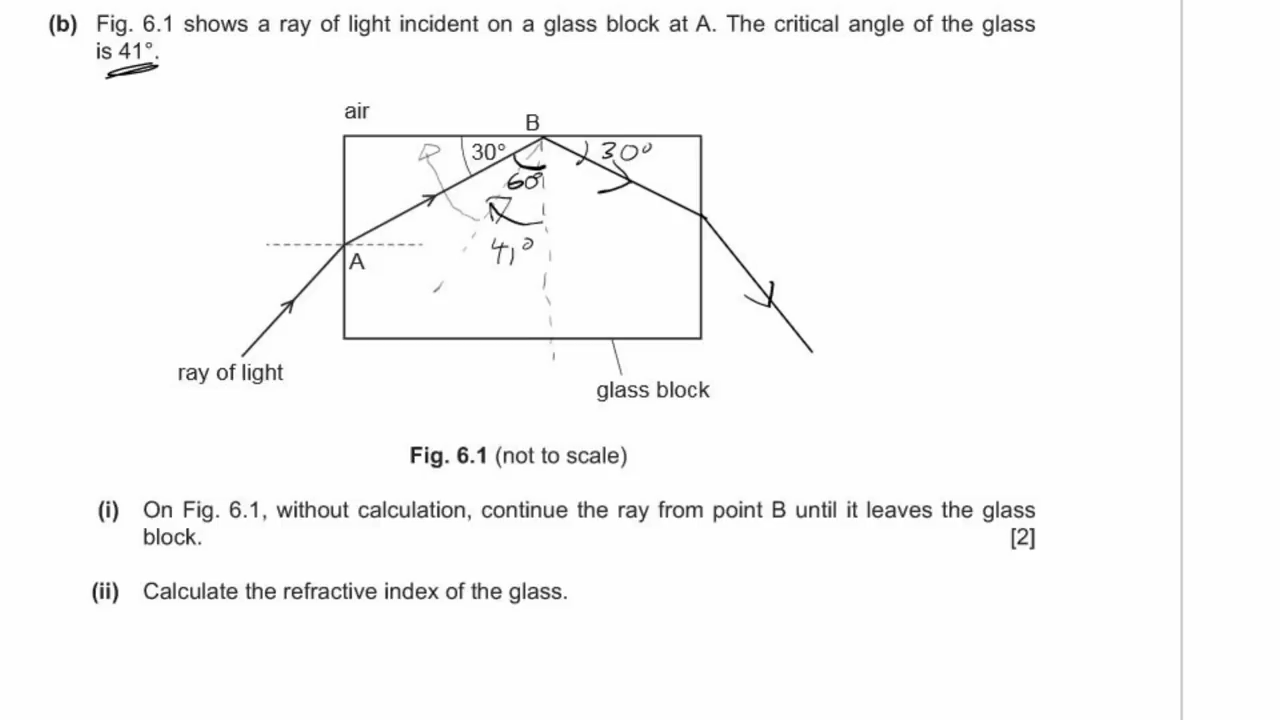 (b) Fig. 6.1 shows a ray of light incident on a glass block at A. The critical angle of the glass
is 41°.
air
B
30°
30°
60°
41°
A
ray of light
glass block
Fig. 6.1 (not to scale)
(i) On Fig. 6.1, without calculation, continue the ray from point B until it leaves the glass
block. [2]
(ii) Calculate the refractive index of the glass.